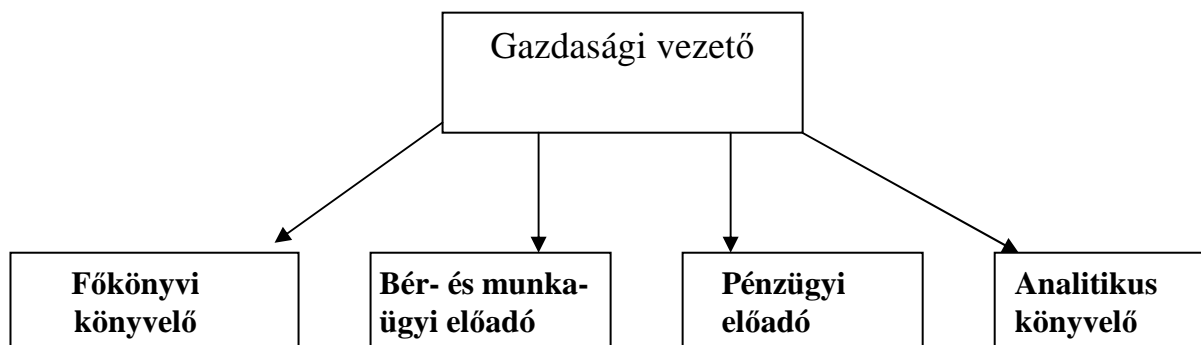 Gazdasági vezető
Főkönyvi
könyvelő
Bér- és munka-
ügyi előadó
Pénzügyi
előadó
Analitikus
könyvelő